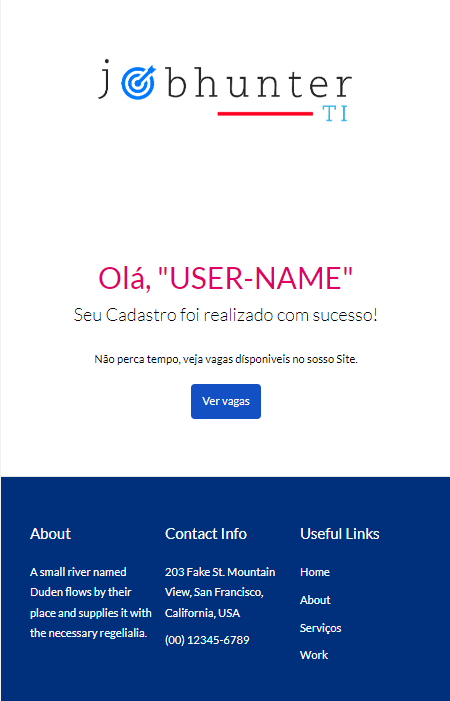 jobhunter
TI
Olá, "USER-NAME"
Seu Cadastro foi realizado com sucesso!
Não perca tempo, veja vagas dísponiveis no sosso Site.
Ver vagas
About
A small river named
Duden flows by their
place and supplies it with
the necessary regelialia.
Contact Info
203 Fake St. Mountain
View, San Francisco,
California, USA
(00) 12345-6789
Useful Links
Home
About
Serviços
Work